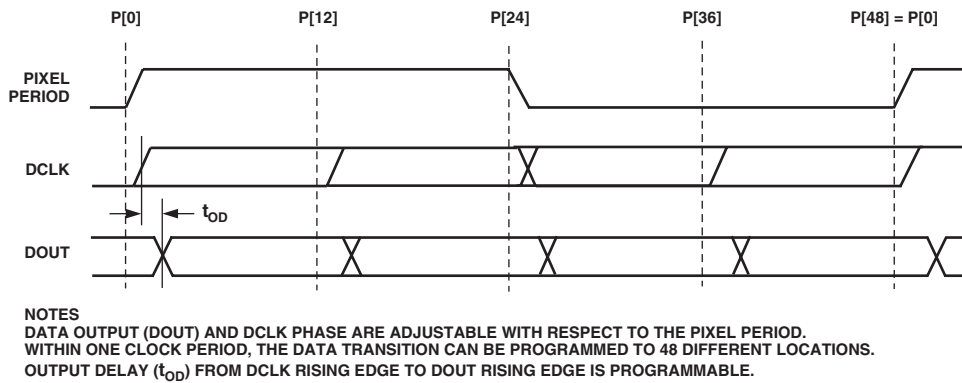 P[0] P[12] P[24] P[36] P[48] = P[0]
PIXEL
PERIOD
DCLK
tOD
DOUT
NOTES
DATA OUTPUT (DOUT) AND DCLK PHASE ARE ADJUSTABLE WITH RESPECT TO THE PIXEL PERIOD.
WITHIN ONE CLOCK PERIOD, THE DATA TRANSITION CAN BE PROGRAMMED TO 48 DIFFERENT LOCATIONS.
OUTPUT DELAY (tOD) FROM DCLK RISING EDGE TO DOUT RISING EDGE IS PROGRAMMABLE.